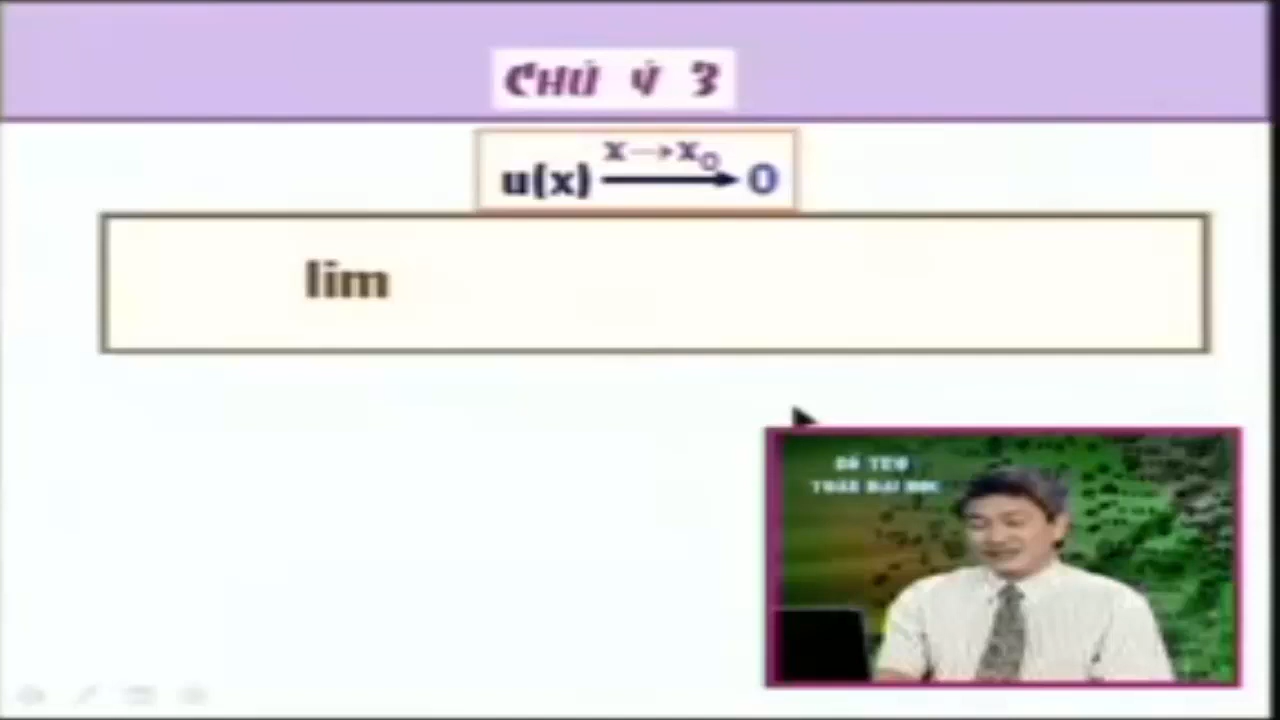 CHÚ Ý 3
x→x₀
u(x) ⟶ 0
lim